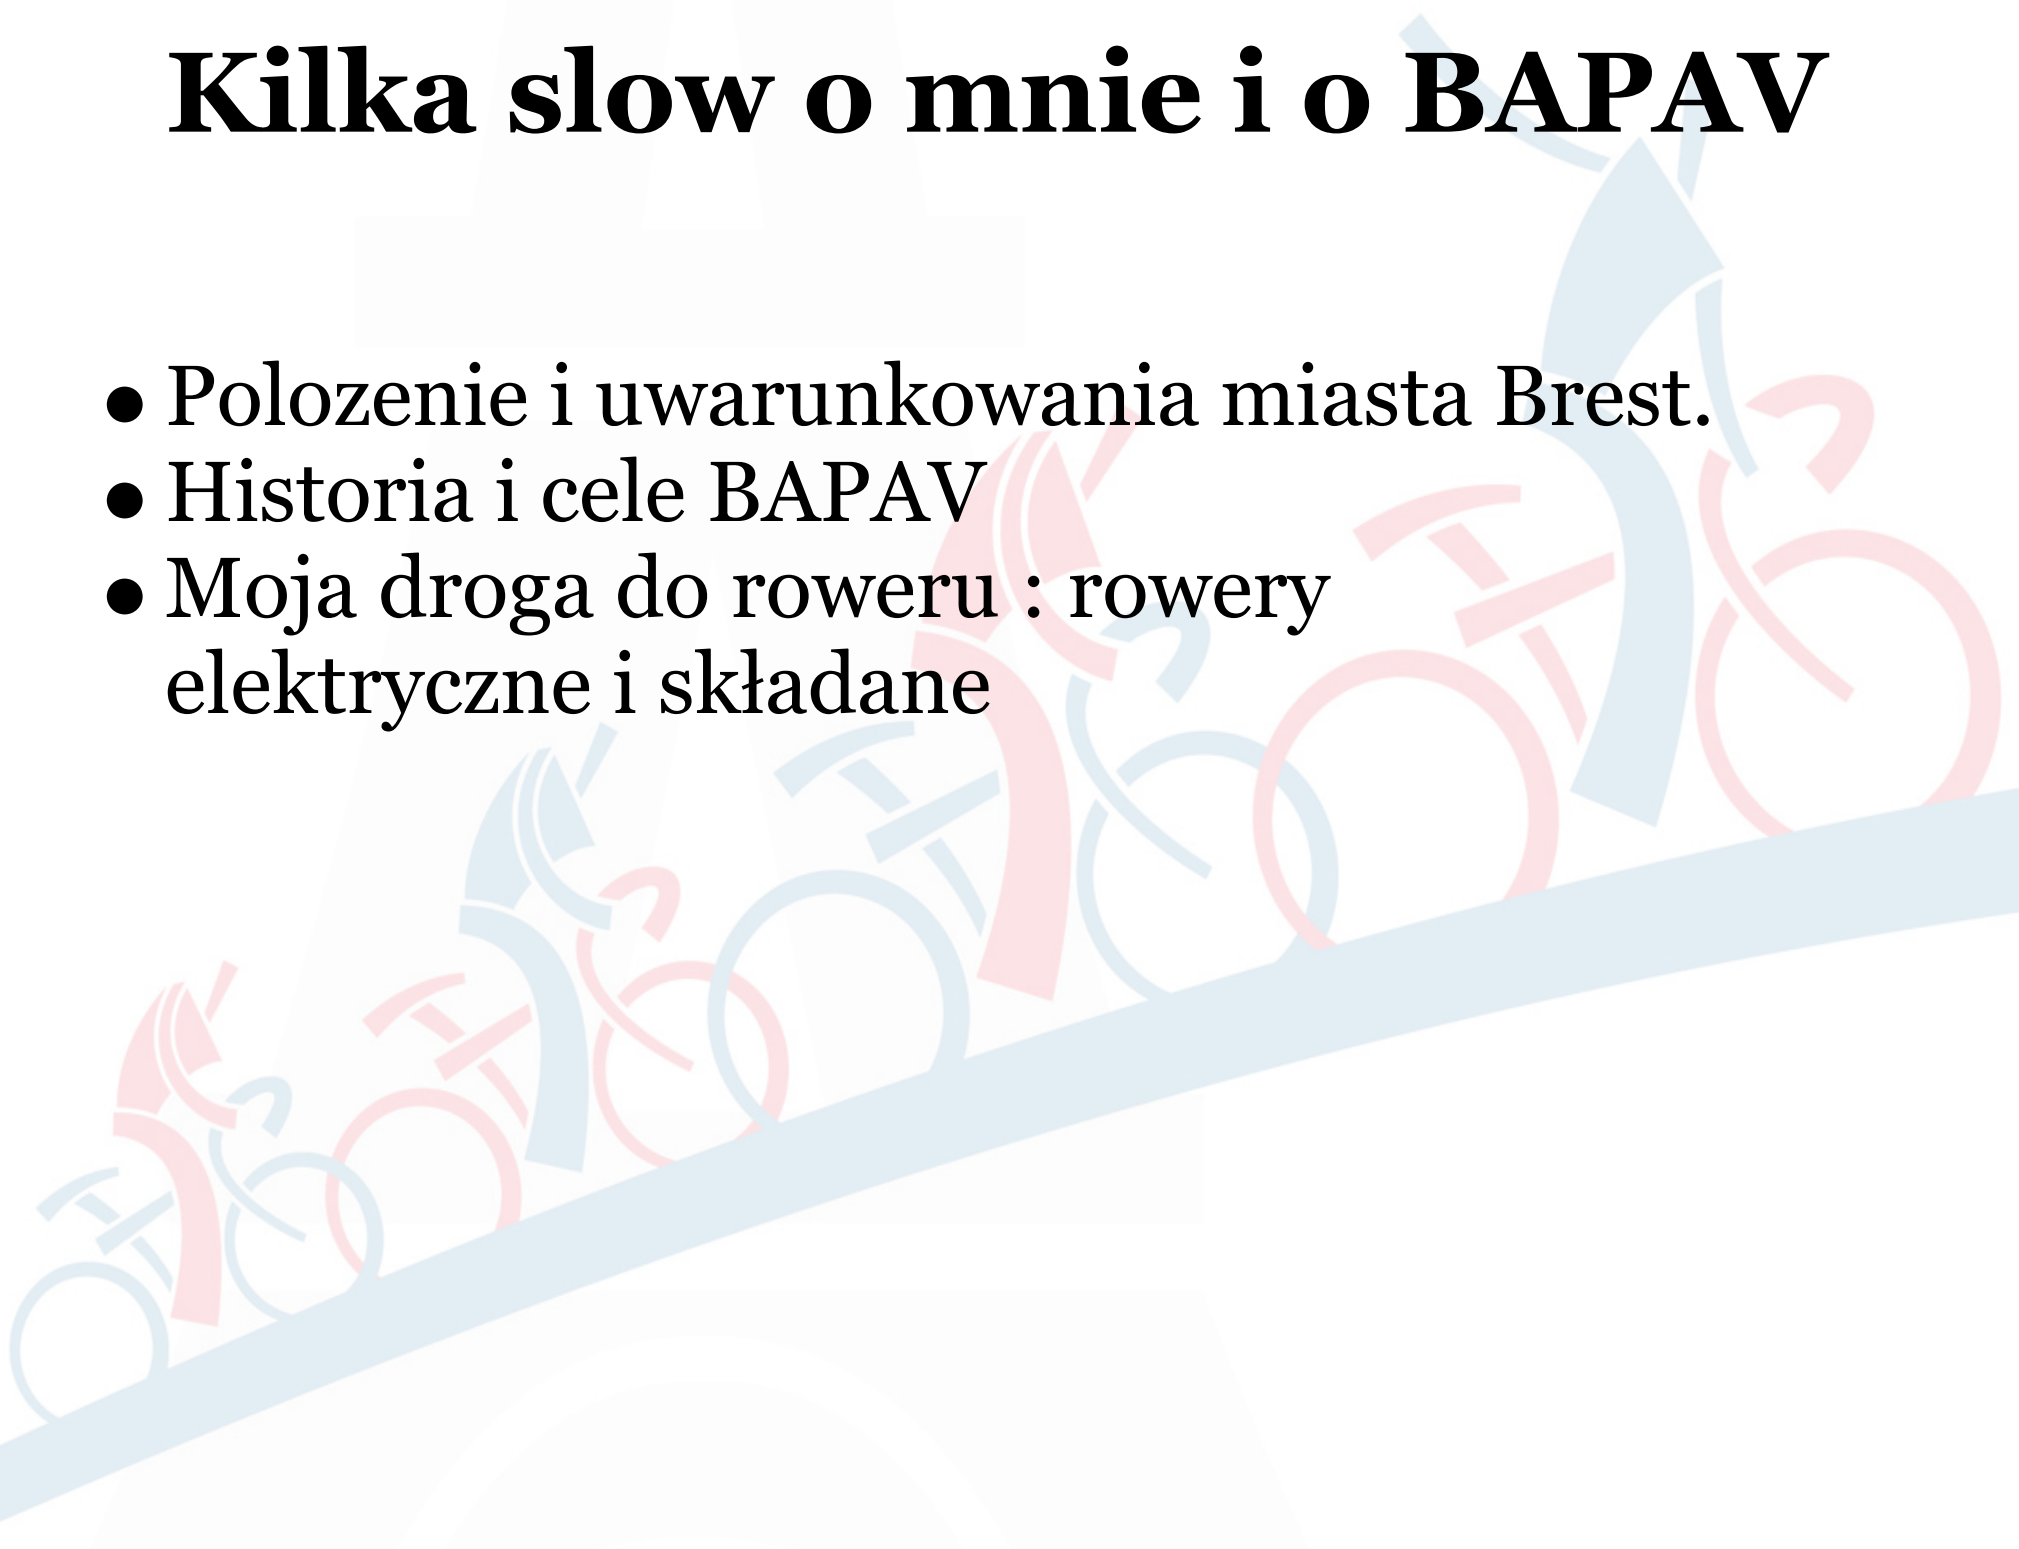 Kilka slow o mnie i o BAPAV
● Polozenie i uwarunkowania miasta Brest.
● Historia i cele BAPAV
● Moja droga do roweru : rowery
elektryczne i składane